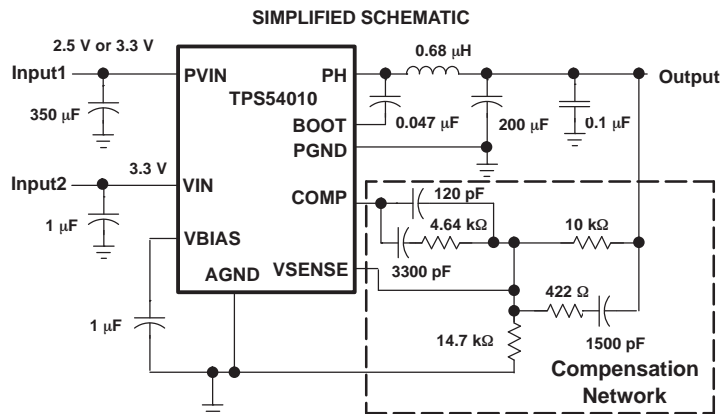 SIMPLIFIED SCHEMATIC
2.5 V or 3.3 V
0.68 μH
Input1
PVIN
PH
Output
TPS54010
350 μF
BOOT
0.047 μF
200 μF
0.1 μF
PGND
3.3 V
Input2
VIN
COMP
120 pF
1 μF
4.64 kΩ
10 kΩ
VBIAS
3300 pF
AGND
VSENSE
422 Ω
1 μF
14.7 kΩ
1500 pF
Compensation
Network